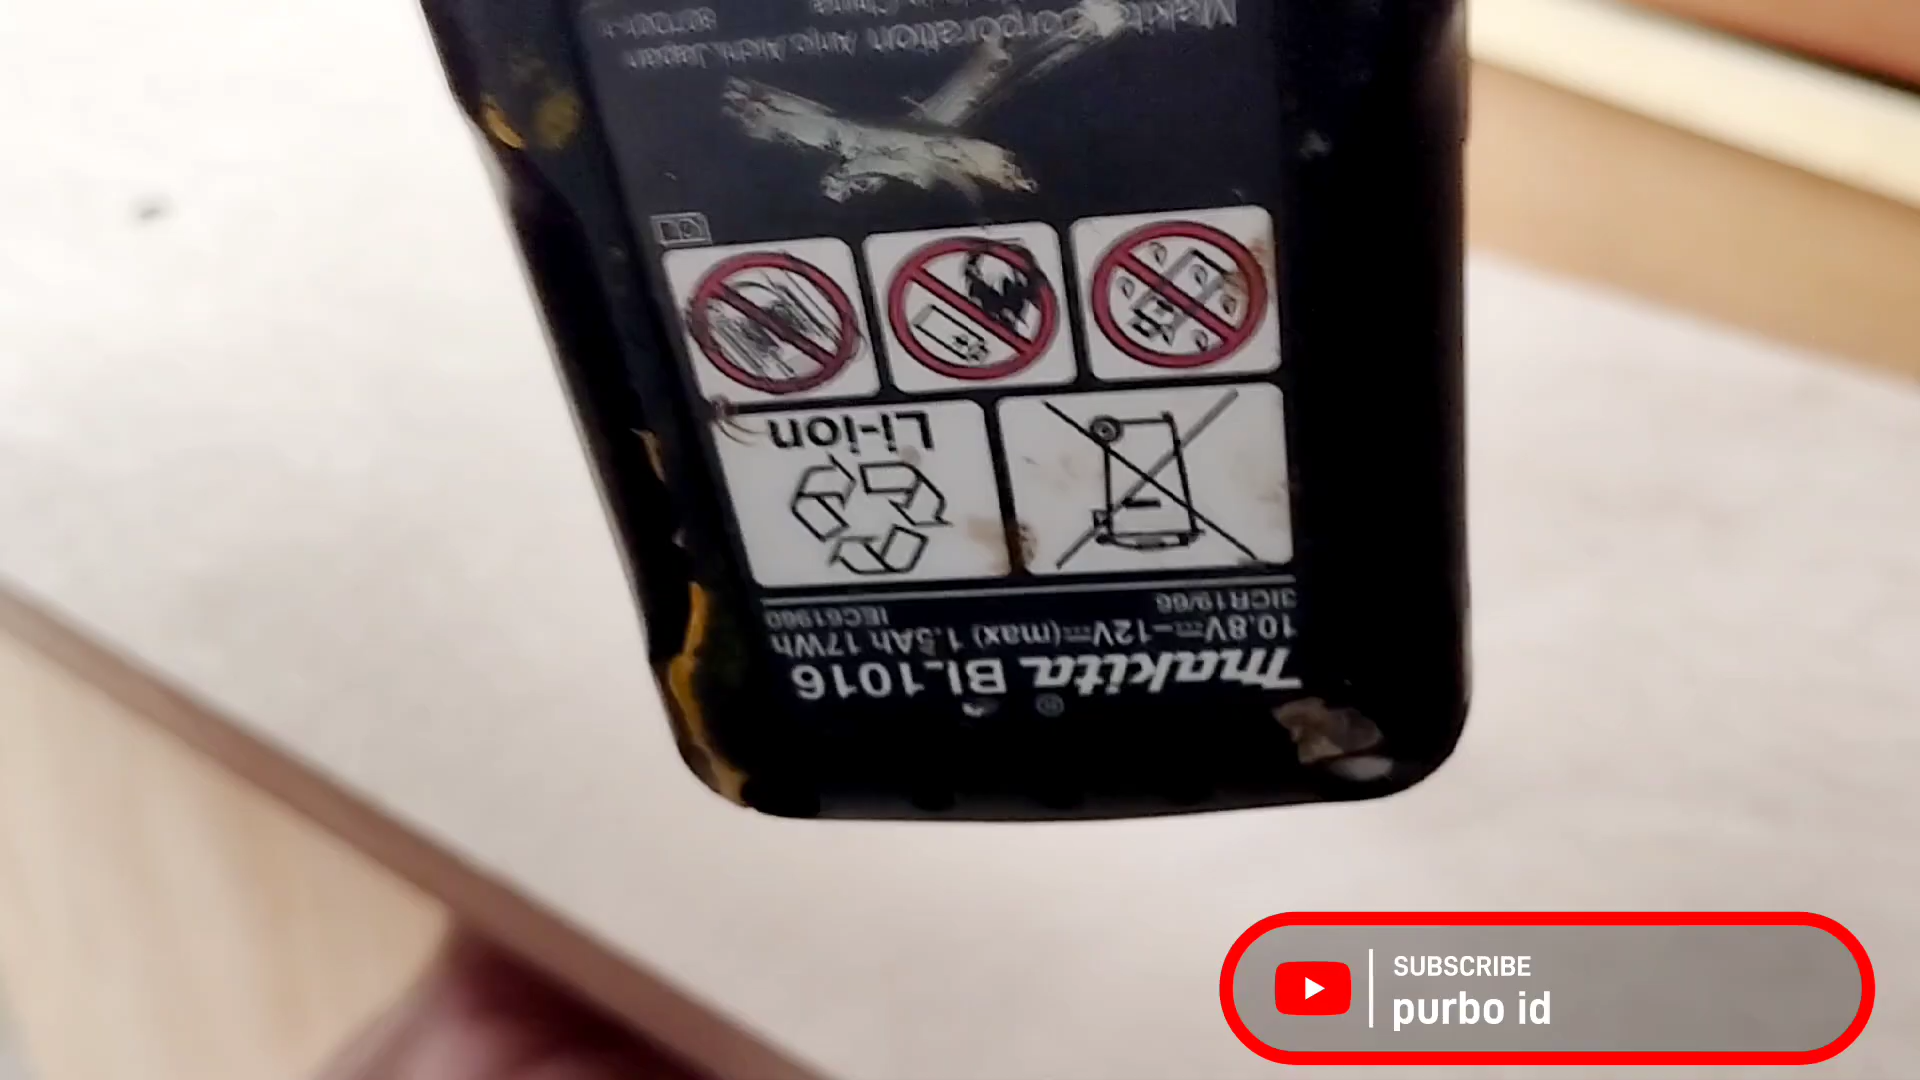 makita® BL1016
10.8V⎓-12V⎓(max) 1.5Ah 17Wh
3ICR19/66 IEC61960
Li-ion
Makita Corporation Anjo, Aichi, Japan
China
SUBSCRIBE
purbo id